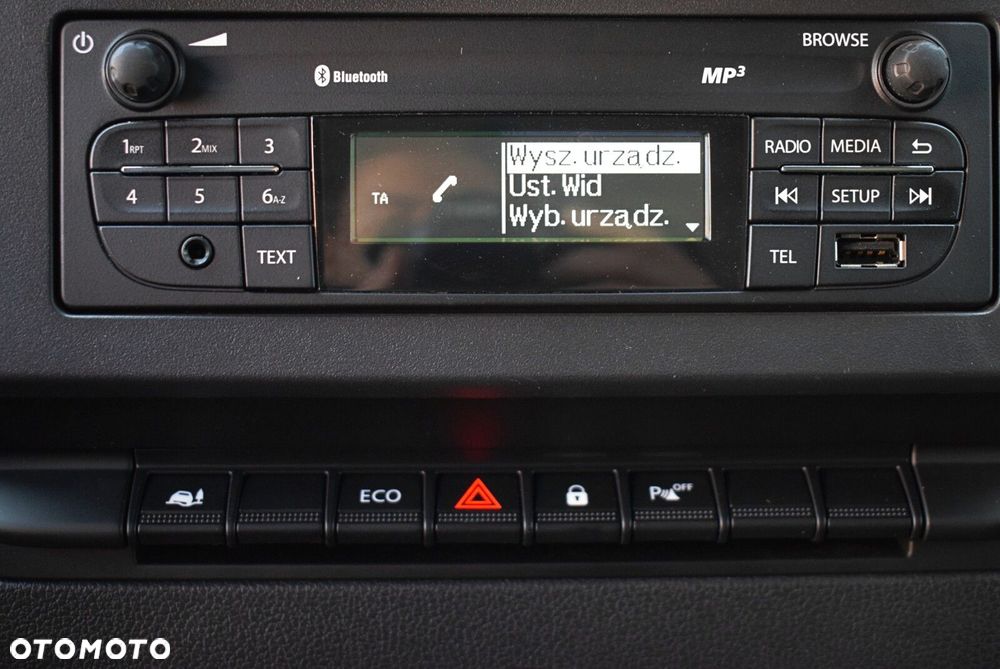 BROWSE
Bluetooth
MP3
1RPT 2MIX 3
RADIO MEDIA
Wysz. urządz.
TA
Ust. Wid
Wyb. urządz.
4 5 6A-Z
SETUP
TEXT
TEL
ECO
P OFF
OTOMOTO